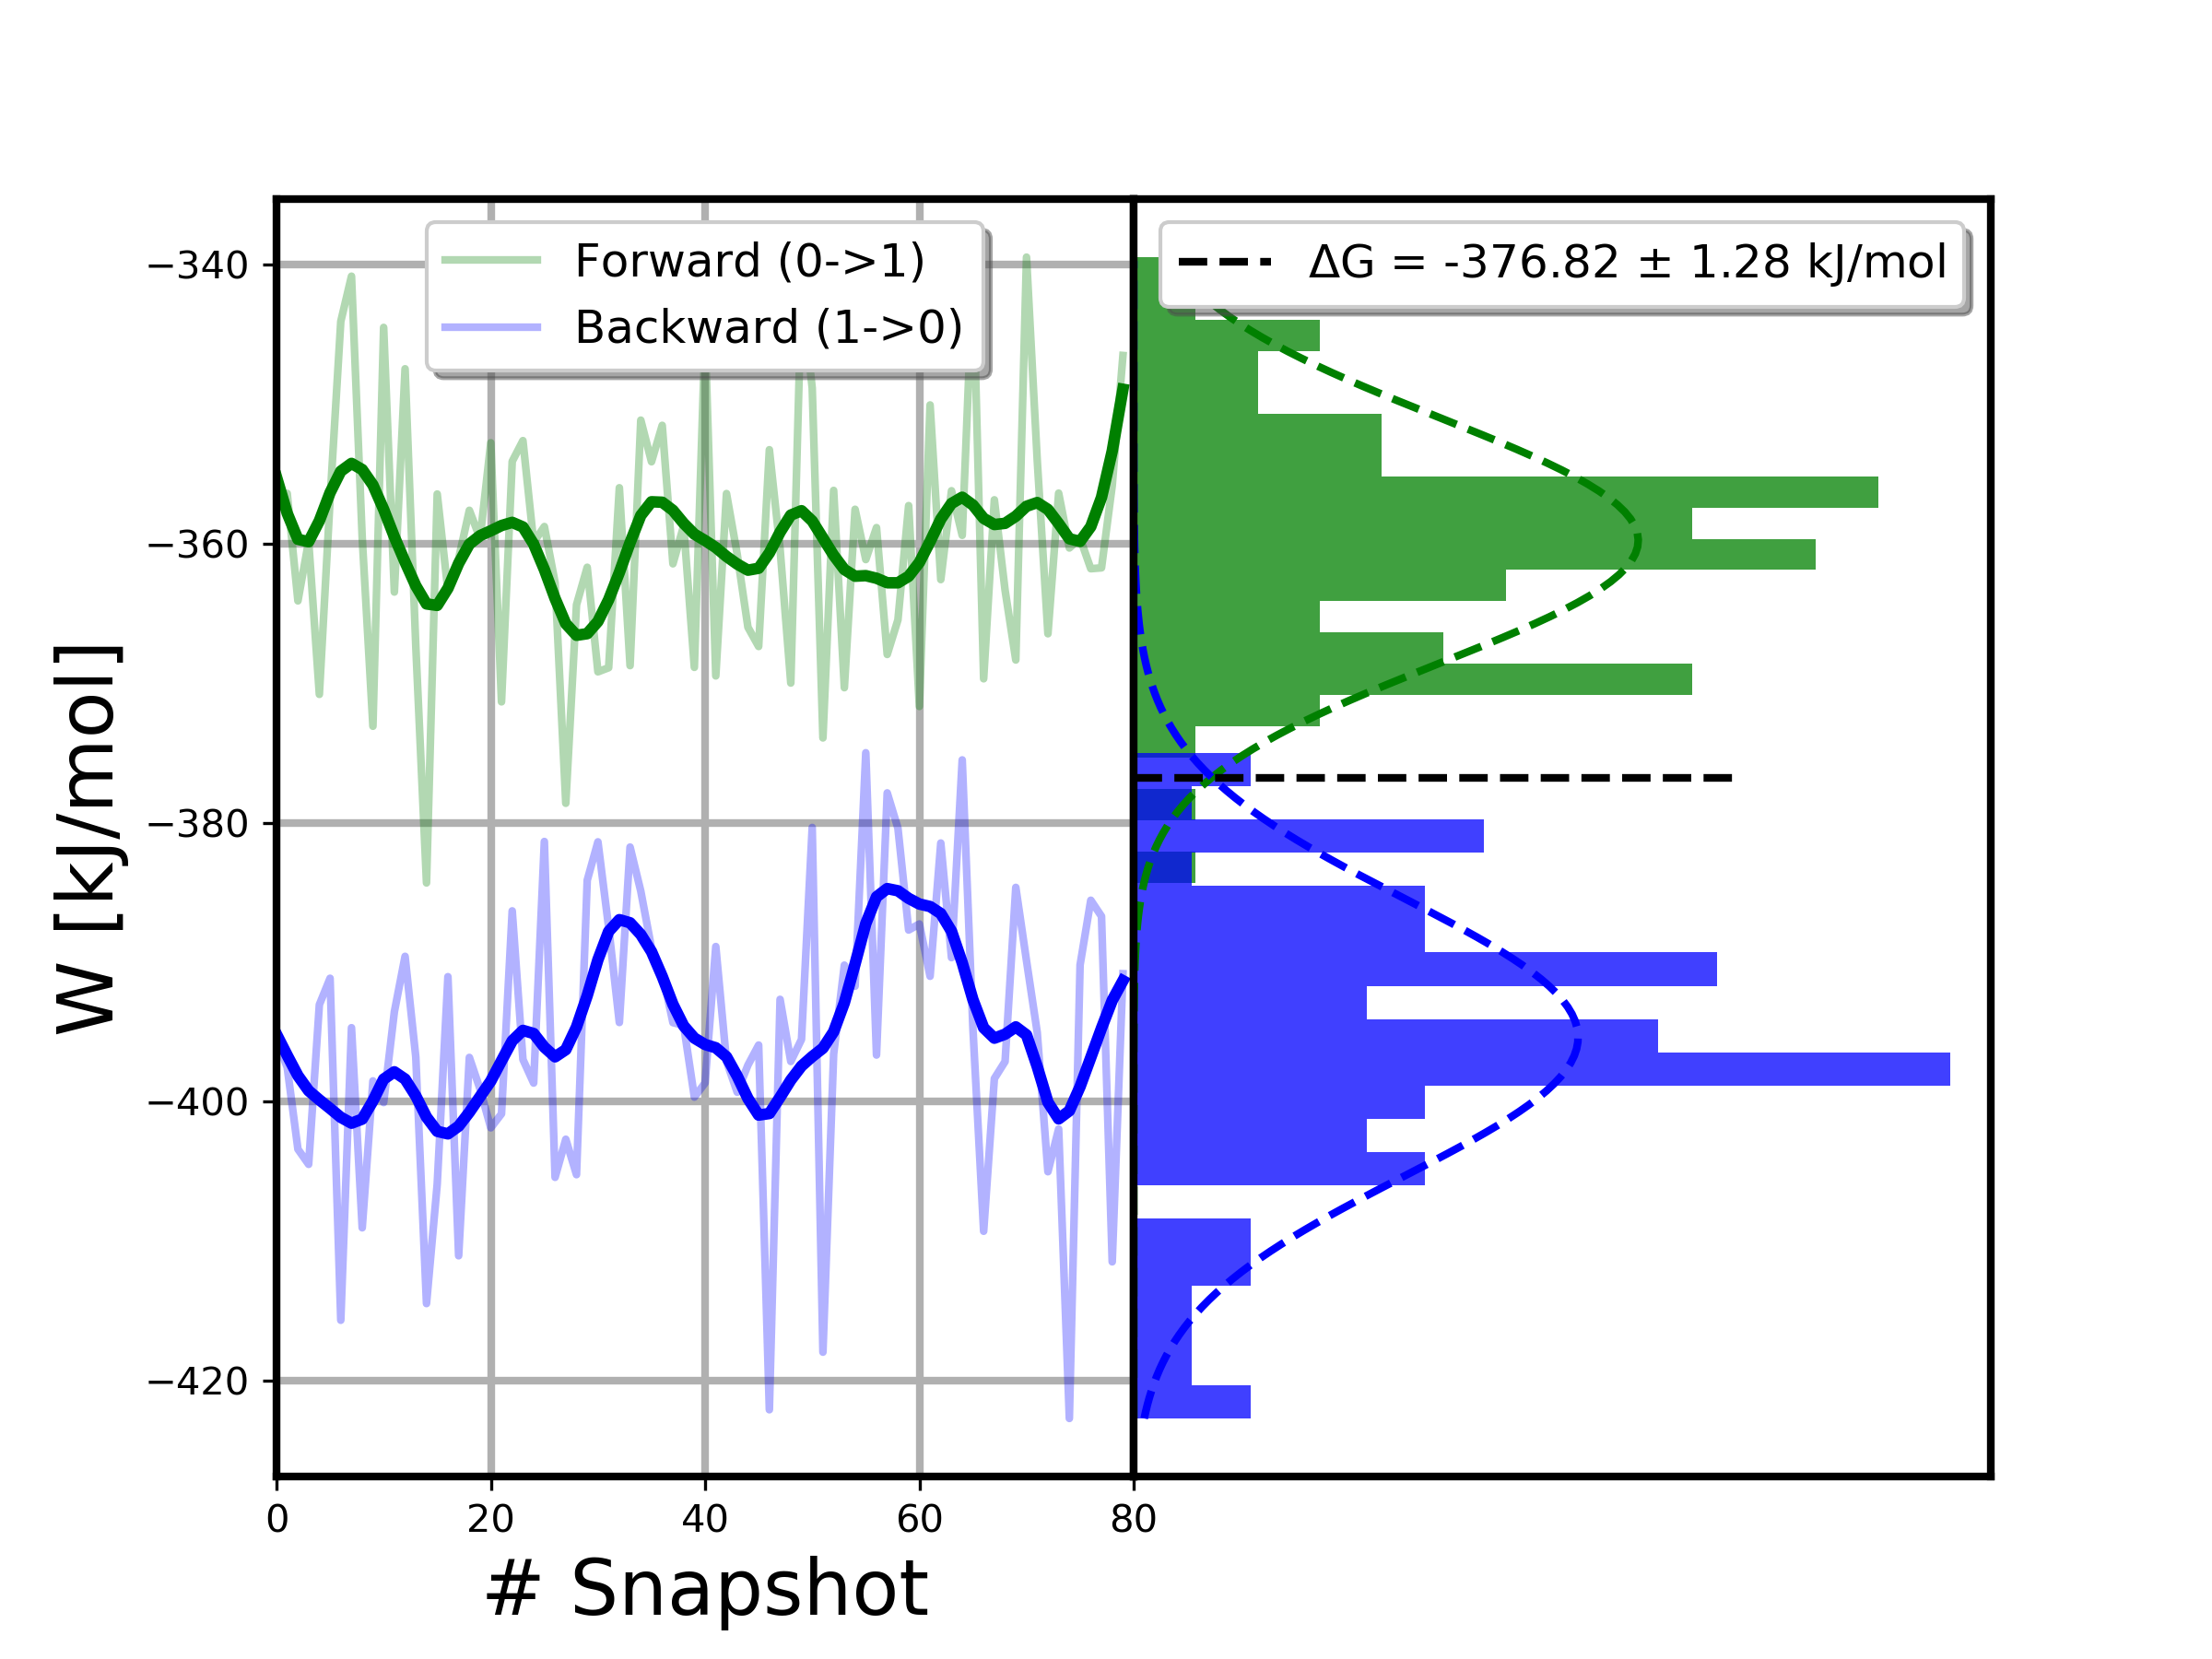 Forward (0->1)
Backward (1->0)
ΔG = -376.82 ± 1.28 kJ/mol
−340
−360
−380
−400
−420
W [kJ/mol]
0 20 40 60 80
# Snapshot